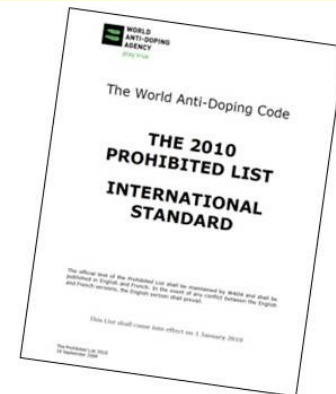 WORLD
ANTI-DOPING
AGENCY
play true
The World Anti-Doping Code
THE 2010
PROHIBITED LIST
INTERNATIONAL
STANDARD
The official text of the Prohibited List shall be maintained by WADA and shall be
published in English and French. In the event of any conflict between the English
and French versions, the English version shall prevail.
This List shall come into effect on 1 January 2010
The Prohibited List 2010
19 September 2009